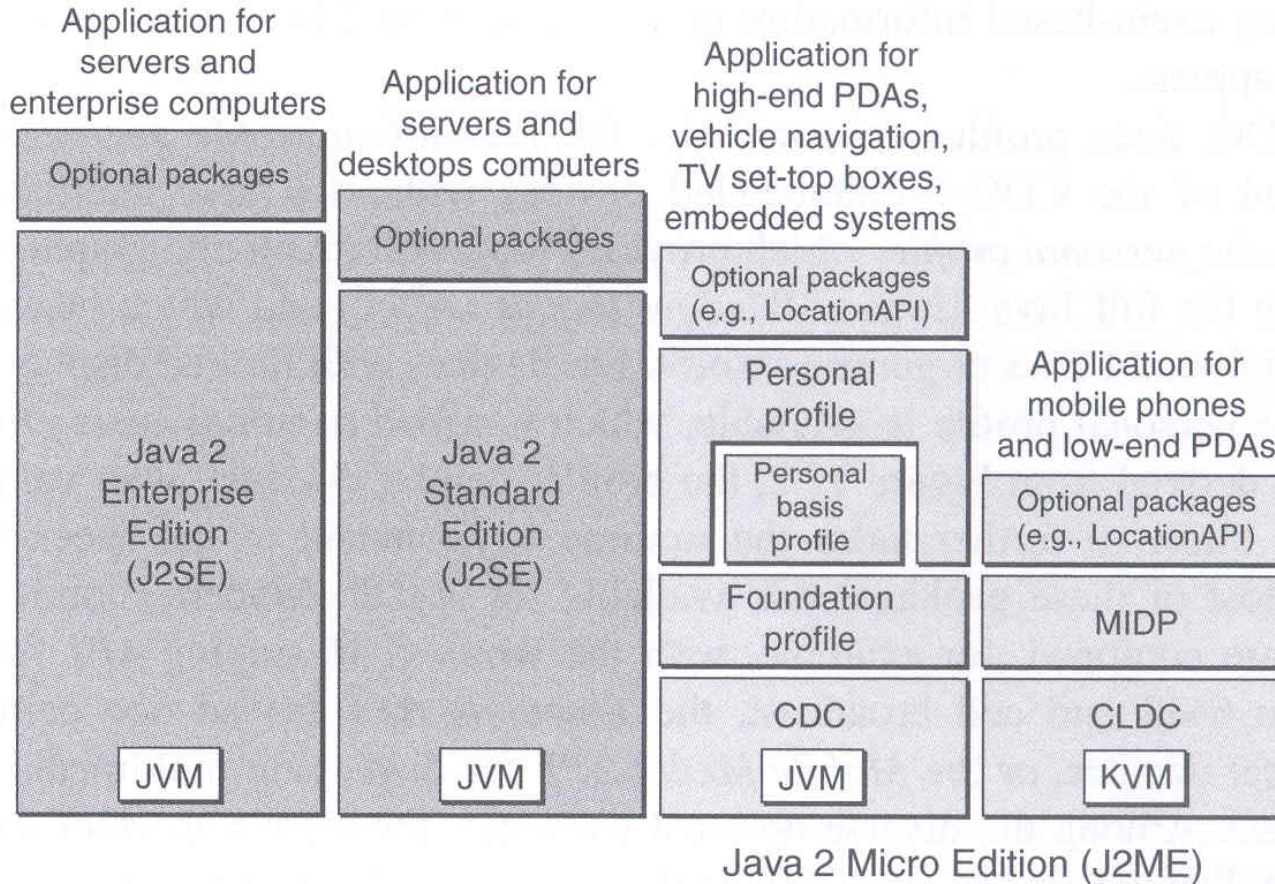 Application for
servers and
enterprise computers
Optional packages
Java 2
Enterprise
Edition
(J2SE)
JVM
Application for
servers and
desktops computers
Optional packages
Java 2
Standard
Edition
(J2SE)
JVM
Application for
high-end PDAs,
vehicle navigation,
TV set-top boxes,
embedded systems
Optional packages
(e.g., LocationAPI)
Personal
profile
Personal
basis
profile
Foundation
profile
CDC
JVM
Application for
mobile phones
and low-end PDAs
Optional packages
(e.g., LocationAPI)
MIDP
CLDC
KVM
Java 2 Micro Edition (J2ME)